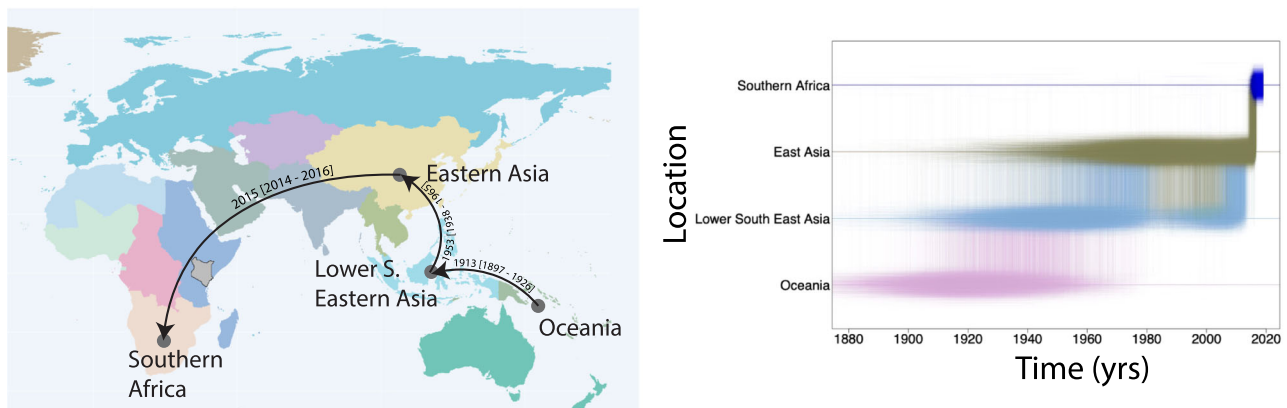 2015 [2014 - 2016]
Eastern Asia
1953 [1938 - 1965]
Lower S.
Eastern Asia
1913 [1897 - 1926]
Oceania
Southern
Africa
Location
Southern Africa
East Asia
Lower South East Asia
Oceania
1880 1900 1920 1940 1960 1980 2000 2020
Time (yrs)